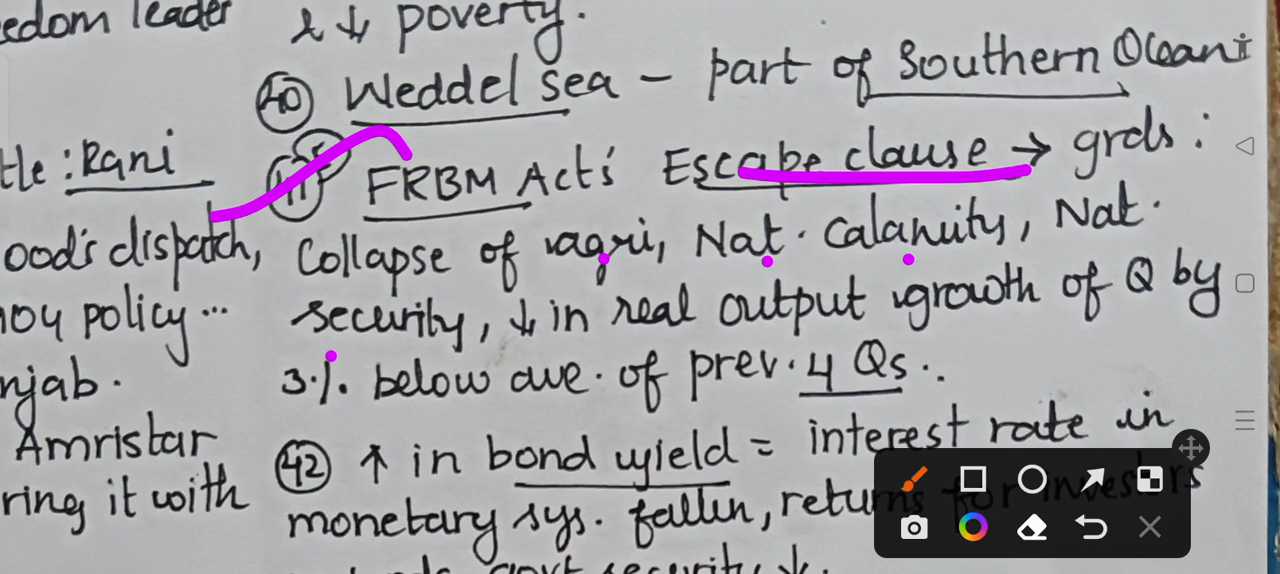 edom leader
& ↓ poverty.
40 Weddel sea – part of Southern Ocean
tle : Rani
41 FRBM Act's Escape clause → grds :
ood's dispatch,
Collapse of agri, Nat. Calamity, Nat.
policy...
security, ↓ in real output growth of Q by
njab.
3% below ave. of prev. 4 Qs..
Amristar
42 ↑ in bond yield = interest rate in
ring it with
monetary sys. fallen, returns for investors
govt security ↓.